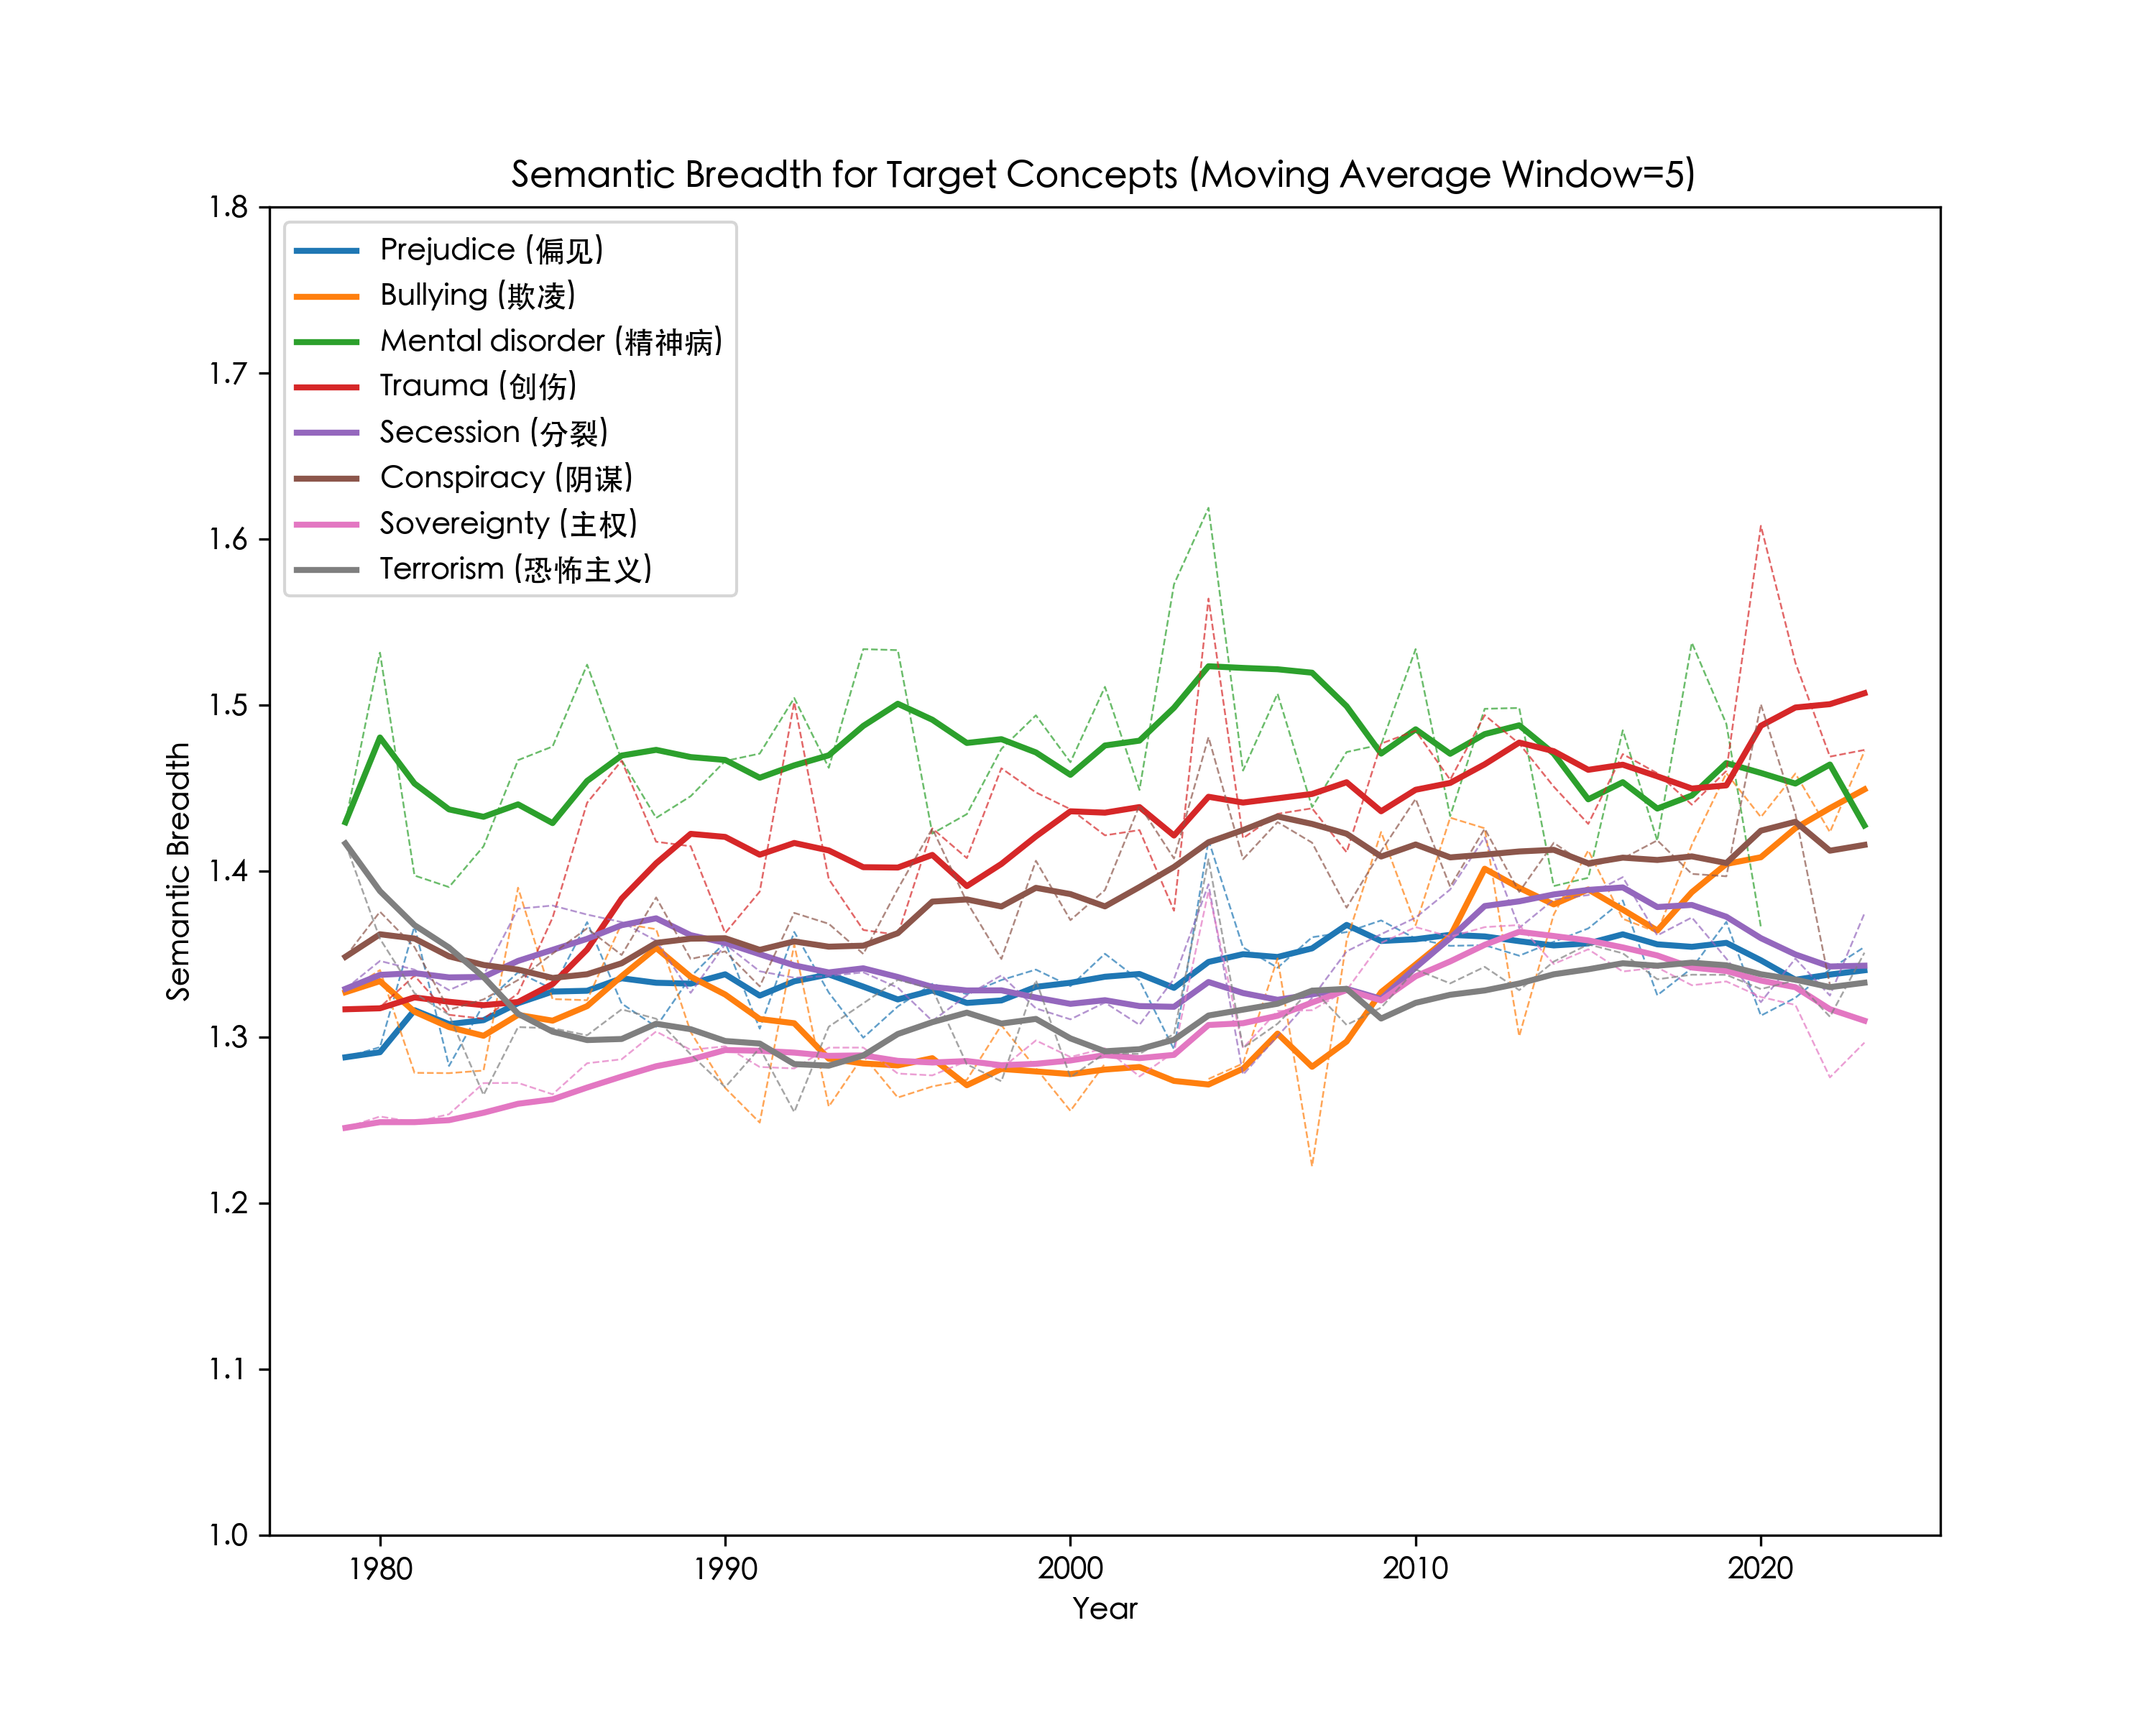 Semantic Breadth for Target Concepts (Moving Average Window=5)
1.8
1.7
1.6
1.5
1.4
1.3
1.2
1.1
1.0
Semantic Breadth
Prejudice (偏见)
Bullying (欺凌)
Mental disorder (精神病)
Trauma (创伤)
Secession (分裂)
Conspiracy (阴谋)
Sovereignty (主权)
Terrorism (恐怖主义)
1980 1990 2000 2010 2020
Year